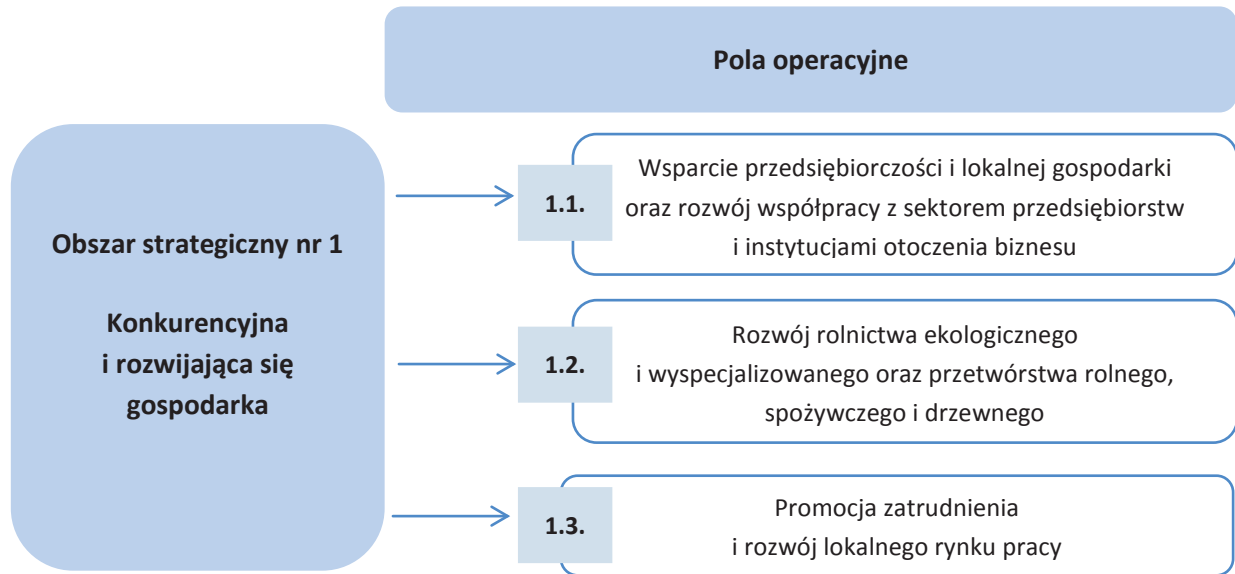 Pola operacyjne
Obszar strategiczny nr 1
Konkurencyjna
i rozwijająca się
gospodarka
1.1.
Wsparcie przedsiębiorczości i lokalnej gospodarki
oraz rozwój współpracy z sektorem przedsiębiorstw
i instytucjami otoczenia biznesu
1.2.
Rozwój rolnictwa ekologicznego
i wyspecjalizowanego oraz przetwórstwa rolnego,
spożywczego i drzewnego
1.3.
Promocja zatrudnienia
i rozwój lokalnego rynku pracy